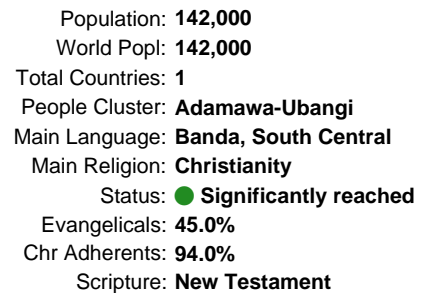 Population: 142,000
World Popl: 142,000
Total Countries: 1
People Cluster: Adamawa-Ubangi
Main Language: Banda, South Central
Main Religion: Christianity
Status: Significantly reached
Evangelicals: 45.0%
Chr Adherents: 94.0%
Scripture: New Testament